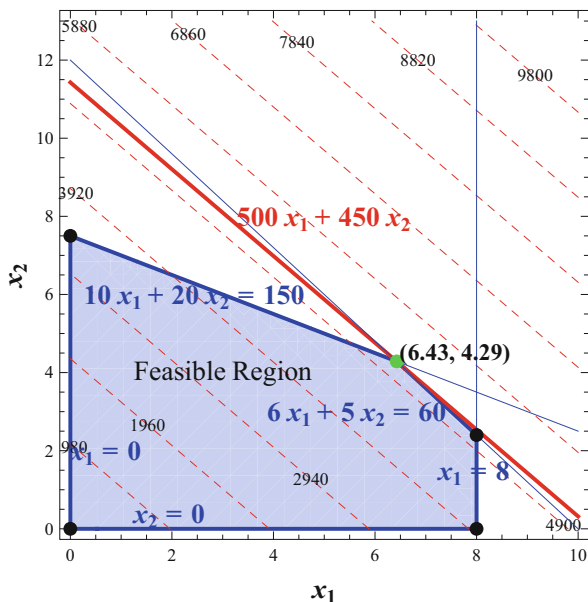 5880
6860
7840
8820
9800
12
10
8
6
4
2
0
3920
500 x₁ + 450 x₂
10 x₁ + 20 x₂ = 150
(6.43, 4.29)
Feasible Region
6 x₁ + 5 x₂ = 60
1960
980
x₁ = 0
2940
x₁ = 8
x₂ = 0
4900
0 2 4 6 8 10
x₁
x₂